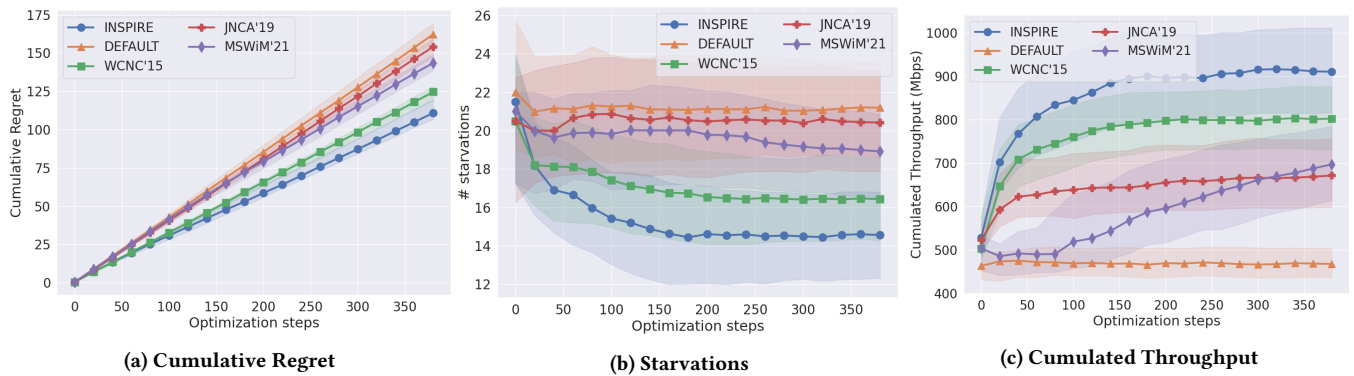 175
150
125
100
75
50
25
0
Cumulative Regret
INSPIRE
DEFAULT
WCNC'15
JNCA'19
MSWiM'21
0 50 100 150 200 250 300 350
Optimization steps
(a) Cumulative Regret
26
24
22
20
18
16
14
12
# starvations
INSPIRE
DEFAULT
WCNC'15
JNCA'19
MSWiM'21
0 50 100 150 200 250 300 350
Optimization steps
(b) Starvations
1000
900
800
700
600
500
400
Cumulated Throughput (Mbps)
INSPIRE
DEFAULT
WCNC'15
JNCA'19
MSWiM'21
0 50 100 150 200 250 300 350
Optimization steps
(c) Cumulated Throughput